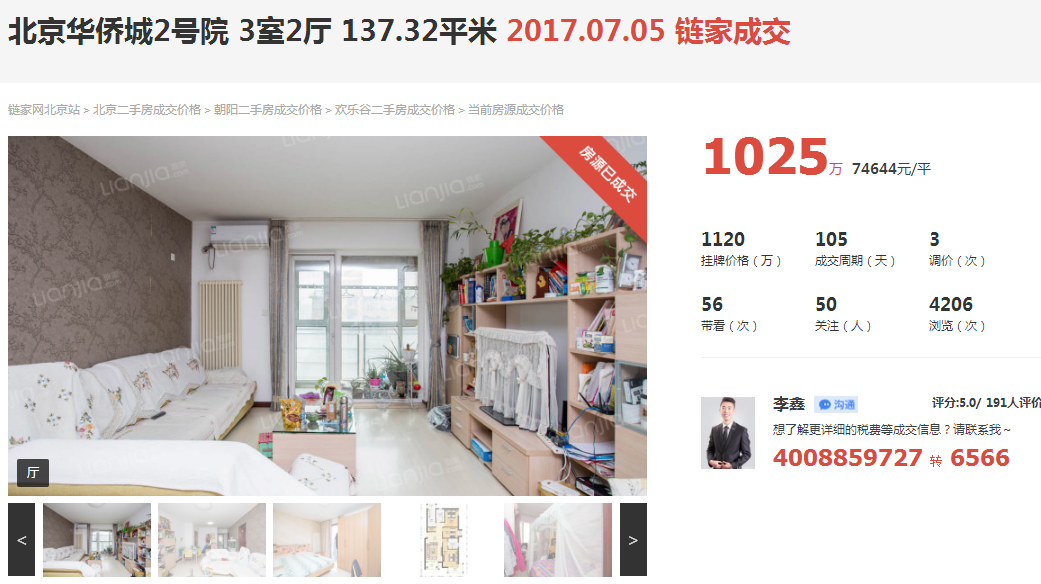 北京华侨城2号院 3室2厅 137.32平米 2017.07.05 链家成交
链家网北京站 > 北京二手房成交价格 > 朝阳二手房成交价格 > 欢乐谷二手房成交价格 > 当前房源成交价格
房源已成交
Lianjia
Lianjia
Lianjia
Lianjia
厅
<
>
1025万 74644元/平
1120 105 3
挂牌价格（万） 成交周期（天） 调价（次）
56 50 4206
带看（次） 关注（人） 浏览（次）
李鑫 沟通 评分:5.0/ 191人评价
想了解更详细的税费等成交信息？请联系我～
4008859727 转 6566